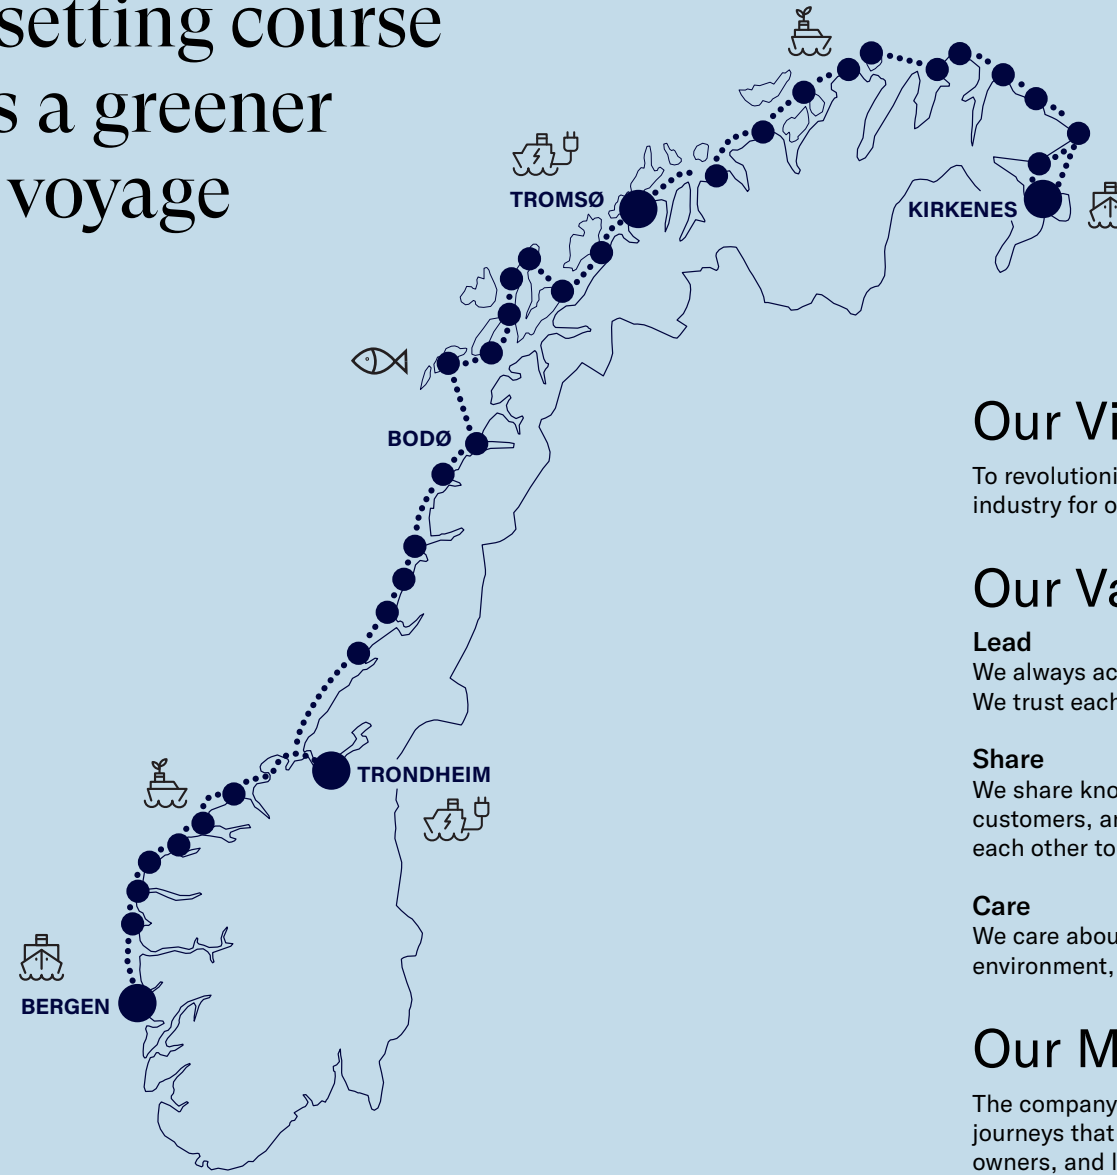 setting course
s a greener
voyage
TROMSØ
KIRKENES
BODØ
TRONDHEIM
BERGEN
Our Vi
To revolutioni
industry for o
Our Va
Lead
We always ac
We trust each
Share
We share kno
customers, an
each other to
Care
We care abou
environment,
Our M
The company
journeys that
owners, and l